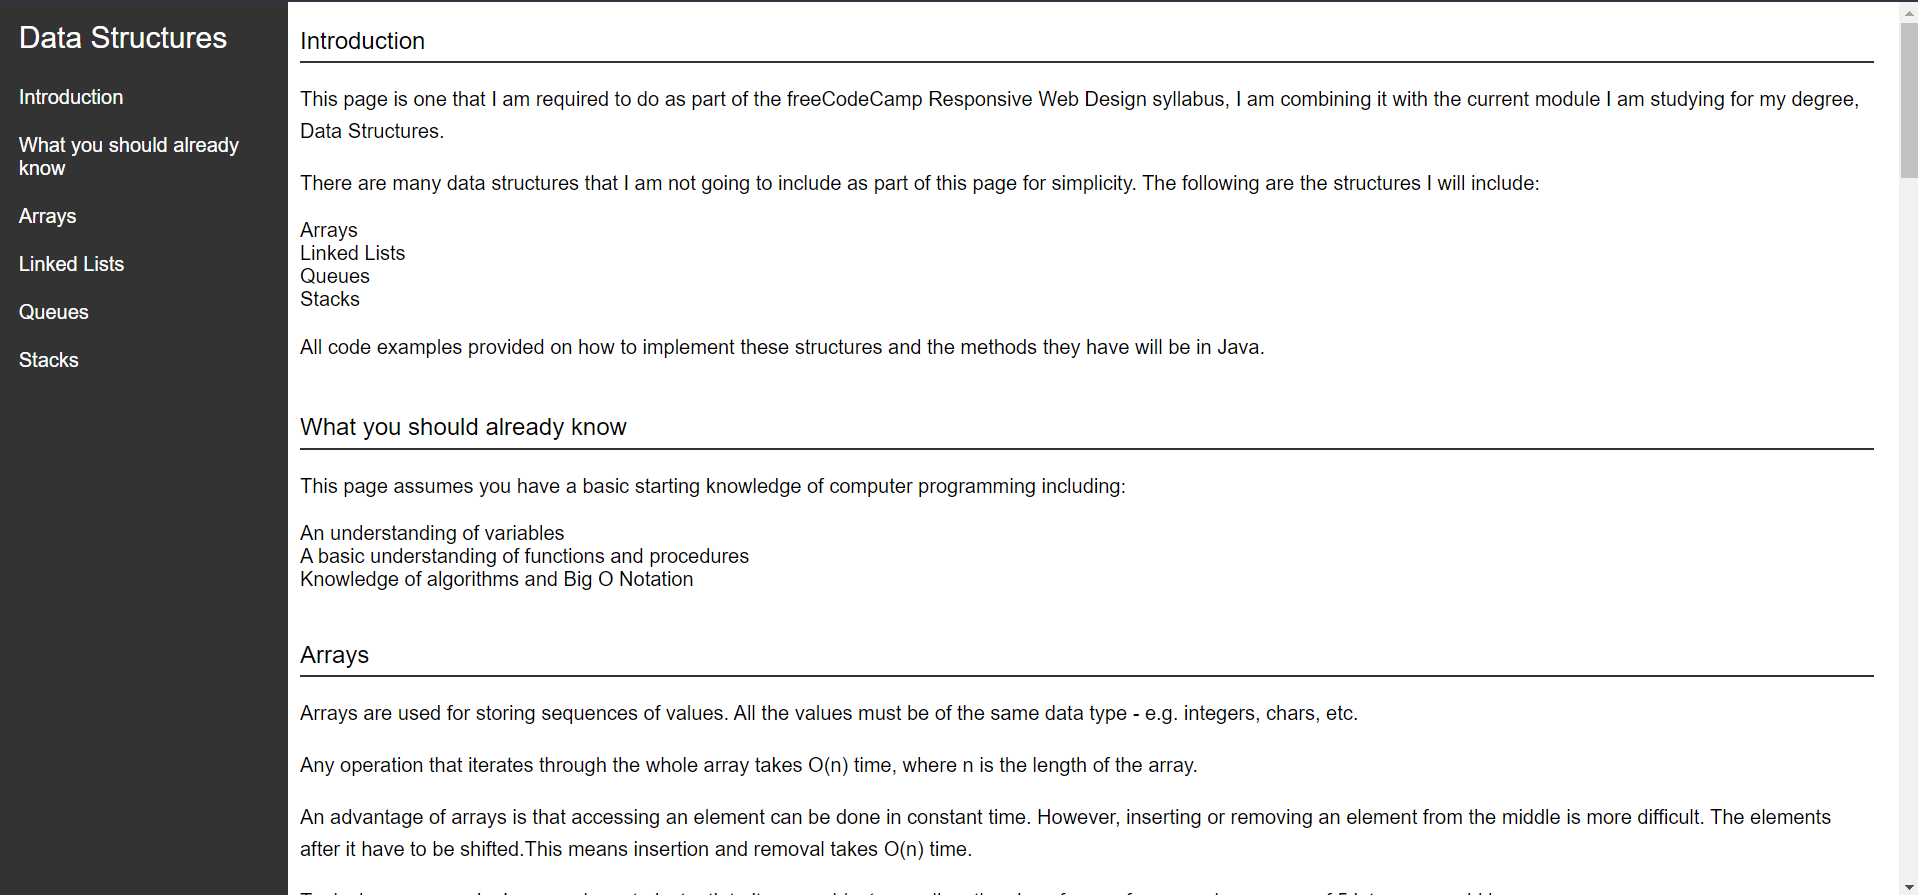 Data Structures
Introduction
What you should already
know
Arrays
Linked Lists
Queues
Stacks
Introduction
This page is one that I am required to do as part of the freeCodeCamp Responsive Web Design syllabus, I am combining it with the current module I am studying for my degree,
Data Structures.
There are many data structures that I am not going to include as part of this page for simplicity. The following are the structures I will include:
Arrays
Linked Lists
Queues
Stacks
All code examples provided on how to implement these structures and the methods they have will be in Java.
What you should already know
This page assumes you have a basic starting knowledge of computer programming including:
An understanding of variables
A basic understanding of functions and procedures
Knowledge of algorithms and Big O Notation
Arrays
Arrays are used for storing sequences of values. All the values must be of the same data type - e.g. integers, chars, etc.
Any operation that iterates through the whole array takes O(n) time, where n is the length of the array.
An advantage of arrays is that accessing an element can be done in constant time. However, inserting or removing an element from the middle is more difficult. The elements
after it have to be shifted.This means insertion and removal takes O(n) time.